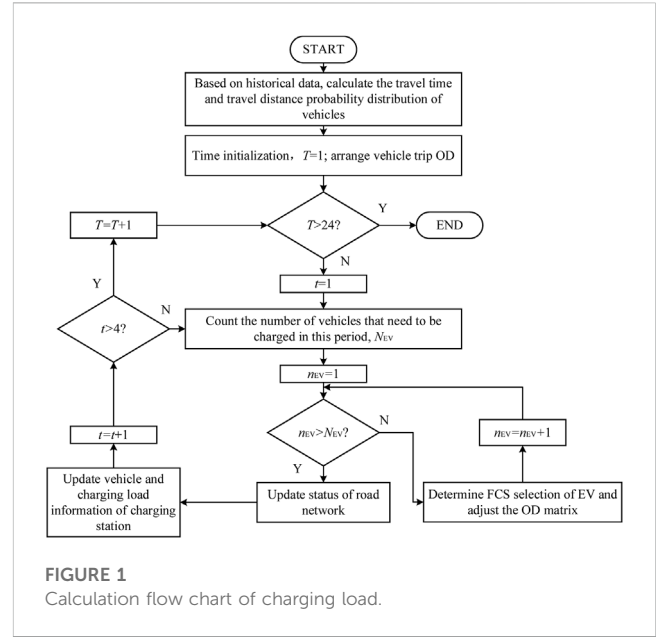 START
Based on historical data, calculate the travel time
and travel distance probability distribution of
vehicles
Time initialization，T=1; arrange vehicle trip OD
T=T+1
T>24?
Y
END
N
t=1
Y
t>4?
N
Count the number of vehicles that need to be
charged in this period, NEV
nEV=1
nEV>NEV?
N
nEV=nEV+1
t=t+1
Y
Update vehicle and
charging load
information of charging
station
Update status of road
network
Determine FCS selection of EV and
adjust the OD matrix
FIGURE 1
Calculation flow chart of charging load.